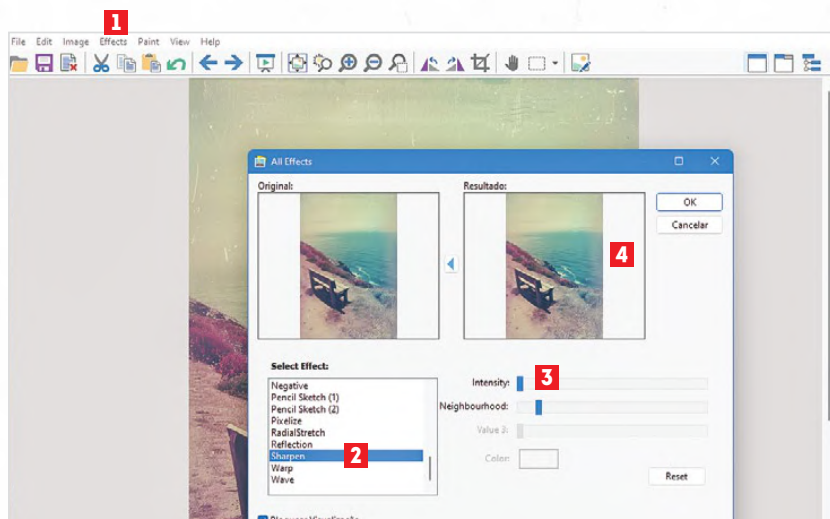 1
File Edit Image Effects Paint View Help
All Effects
Original:
Resultado:
OK
Cancelar
4
Select Effect:
Negative
Pencil Sketch (1)
Pencil Sketch (2)
Pixelize
RadialStretch
Reflection
Sharpen
2
Warp
Wave
Intensity:
3
Neighbourhood:
Value 3:
Color:
Reset